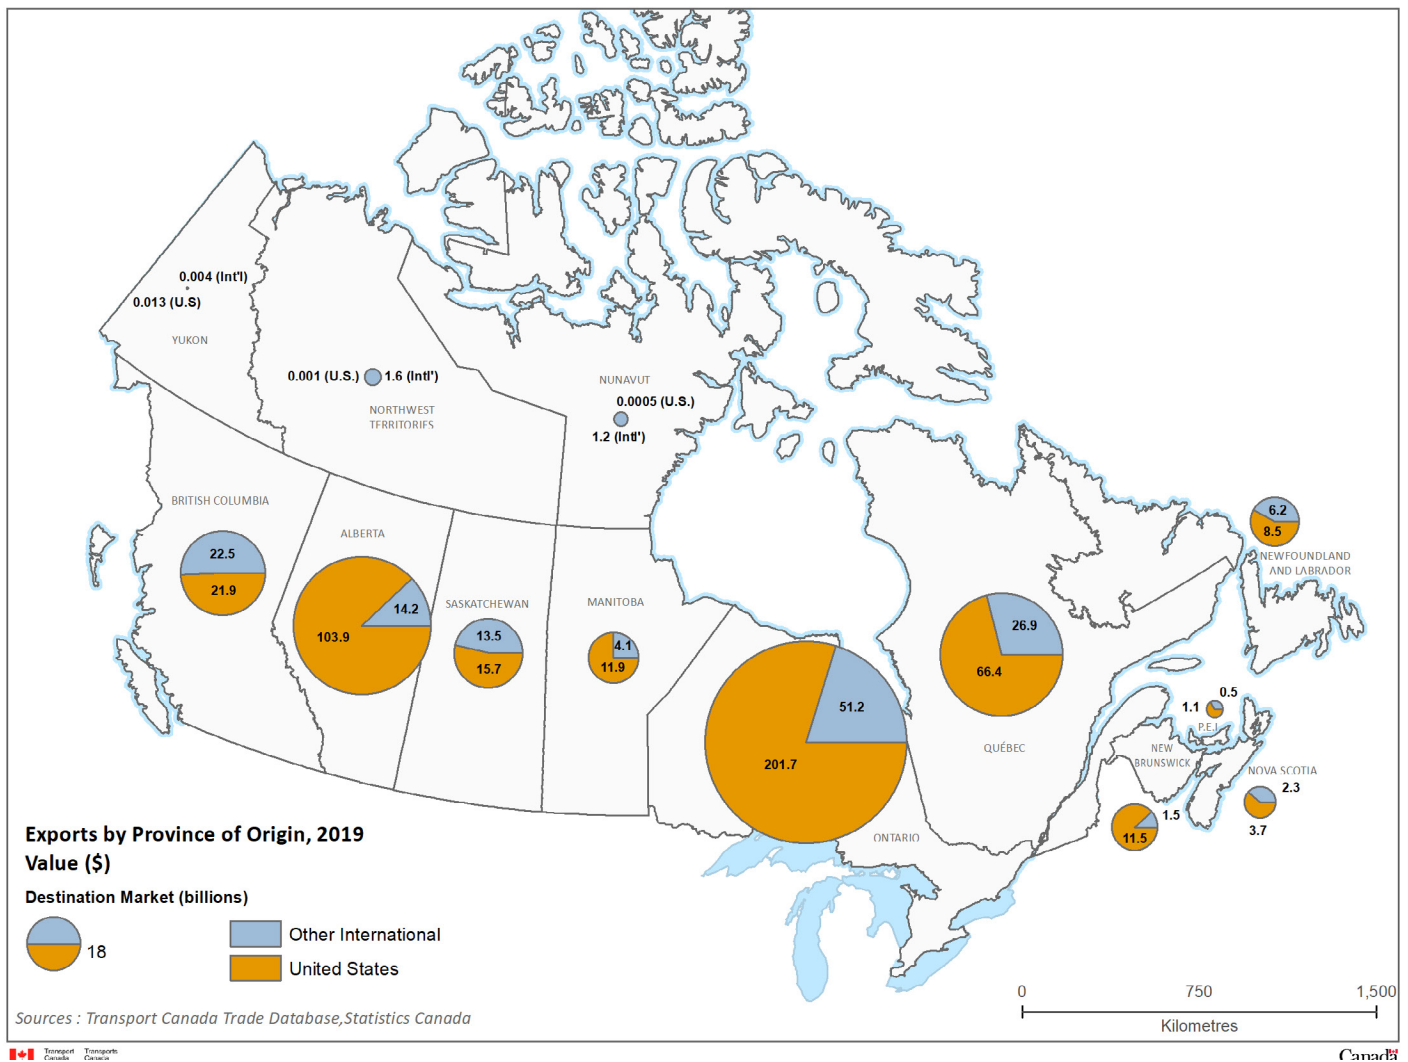 0.004 (Int'l)
0.013 (U.S)
YUKON
0.001 (U.S.)
1.6 (Intl')
NORTHWEST
TERRITORIES
NUNAVUT
0.0005 (U.S.)
1.2 (Intl')
BRITISH COLUMBIA
22.5
21.9
ALBERTA
14.2
103.9
SASKATCHEWAN
13.5
15.7
MANITOBA
4.1
11.9
51.2
201.7
ONTARIO
26.9
66.4
QUÉBEC
6.2
8.5
NEWFOUNDLAND
AND LABRADOR
0.5
1.1
P.E.I.
NEW
BRUNSWICK
1.5
11.5
NOVA SCOTIA
2.3
3.7
Exports by Province of Origin, 2019
Value ($)
Destination Market (billions)
18
Other International
United States
0 750 1,500
Kilometres
Sources : Transport Canada Trade Database,Statistics Canada
Transport Transports
Canada Canada
Canada